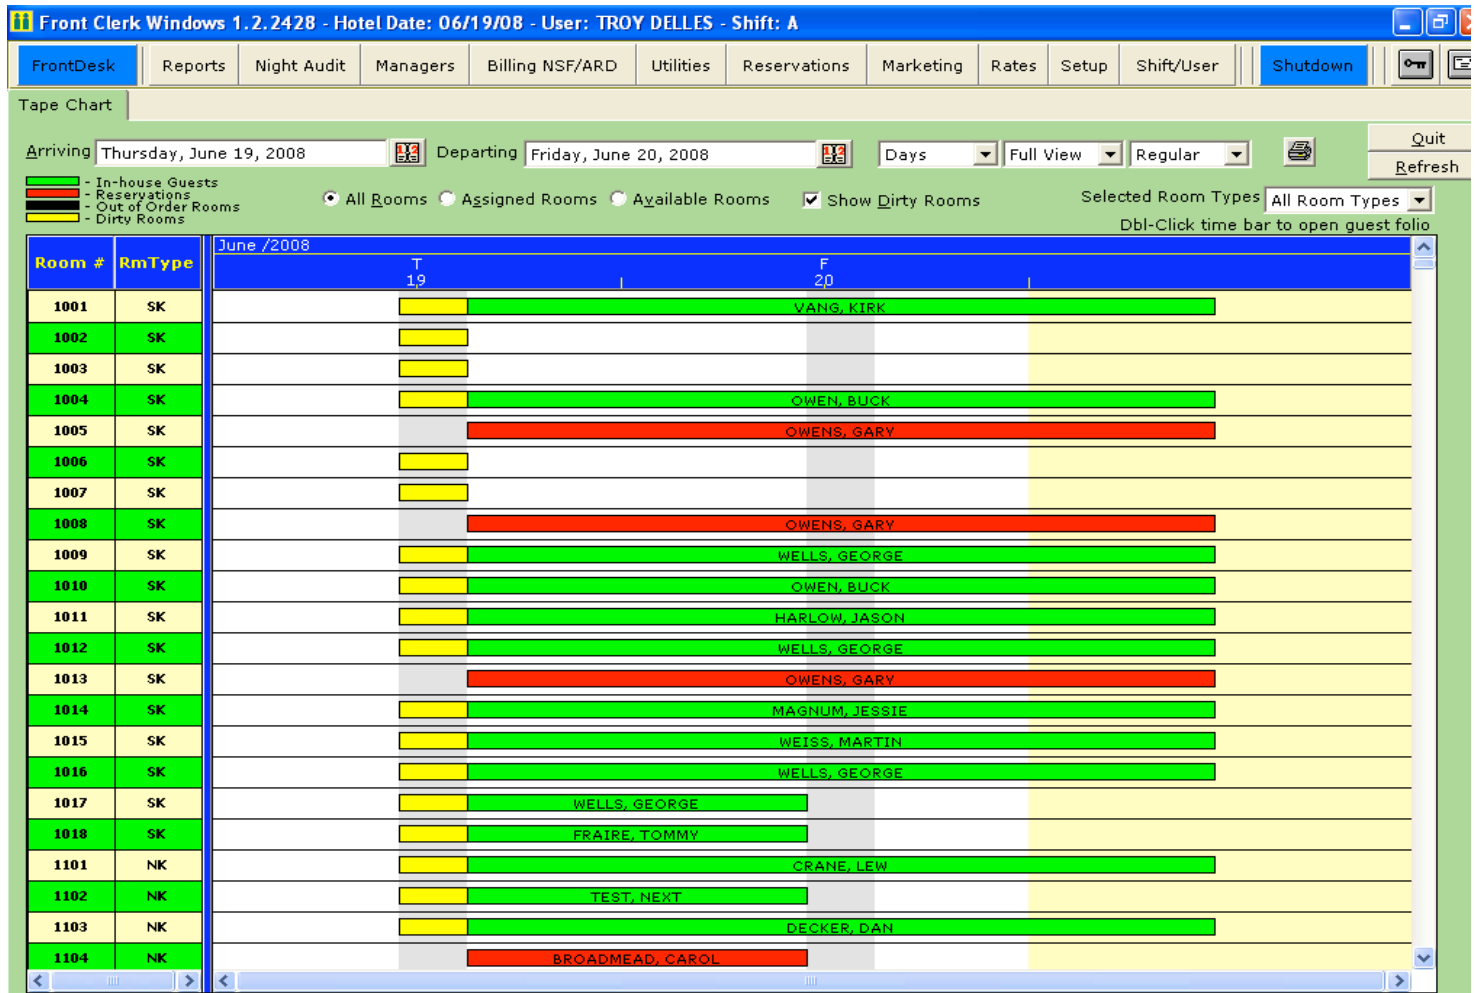 Front Clerk Windows 1.2.2428 - Hotel Date: 06/19/08 - User: TROY DELLES - Shift: A
FrontDesk Reports Night Audit Managers Billing NSF/ARD Utilities Reservations Marketing Rates Setup Shift/User Shutdown
Tape Chart
Arriving Thursday, June 19, 2008 Departing Friday, June 20, 2008 Days Full View Regular Quit
Refresh
- In-house Guests
- Reservations
- Out of Order Rooms
- Dirty Rooms
All Rooms Assigned Rooms Available Rooms Show Dirty Rooms Selected Room Types All Room Types
Dbl-Click time bar to open guest folio
June /2008
Room # RmType T F
19 20
1001 SK VANG, KIRK
1002 SK
1003 SK
1004 SK OWEN, BUCK
1005 SK OWENS, GARY
1006 SK
1007 SK
1008 SK OWENS, GARY
1009 SK WELLS, GEORGE
1010 SK OWEN, BUCK
1011 SK HARLOW, JASON
1012 SK WELLS, GEORGE
1013 SK OWENS, GARY
1014 SK MAGNUM, JESSIE
1015 SK WEISS, MARTIN
1016 SK WELLS, GEORGE
1017 SK WELLS, GEORGE
1018 SK FRAIRE, TOMMY
1101 NK CRANE, LEW
1102 NK TEST, NEXT
1103 NK DECKER, DAN
1104 NK BROADMEAD, CAROL